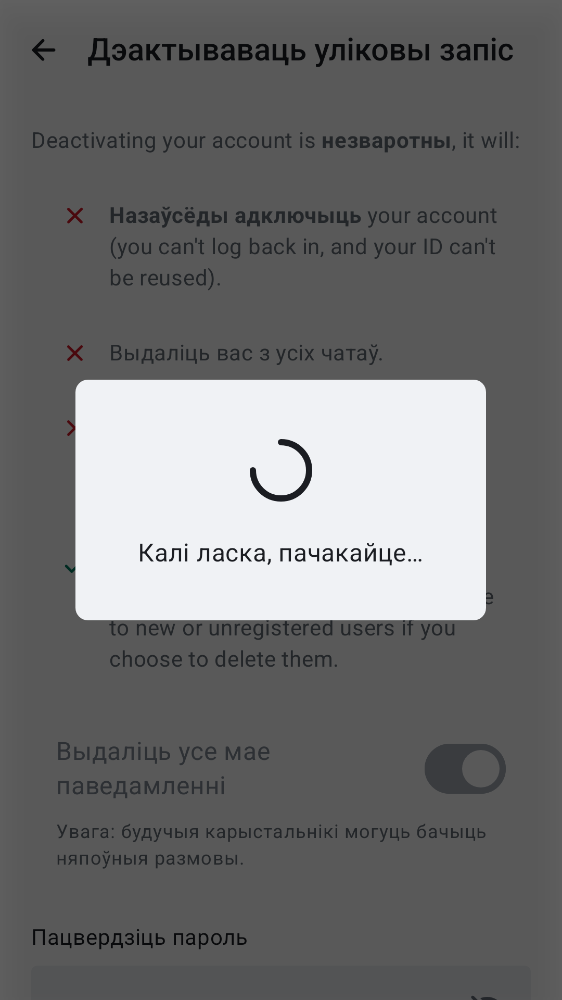 Дэактываваць уліковы запіс
Deactivating your account is незваротны, it will:
Назаўсёды адключыць your account
(you can't log back in, and your ID can't
be reused).
Выдаліць вас з усіх чатаў.
Калі ласка, пачакайце...
to new or unregistered users if you
choose to delete them.
Выдаліць усе мае
паведамленні
Увага: будучыя карыстальнікі могуць бачыць
няпоўныя размовы.
Пацвердзіць пароль